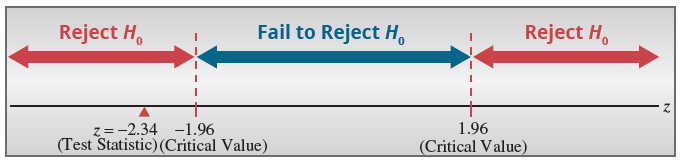 Reject H₀ Fail to Reject H₀ Reject H₀
z
z = −2.34 −1.96 1.96
(Test Statistic) (Critical Value) (Critical Value)